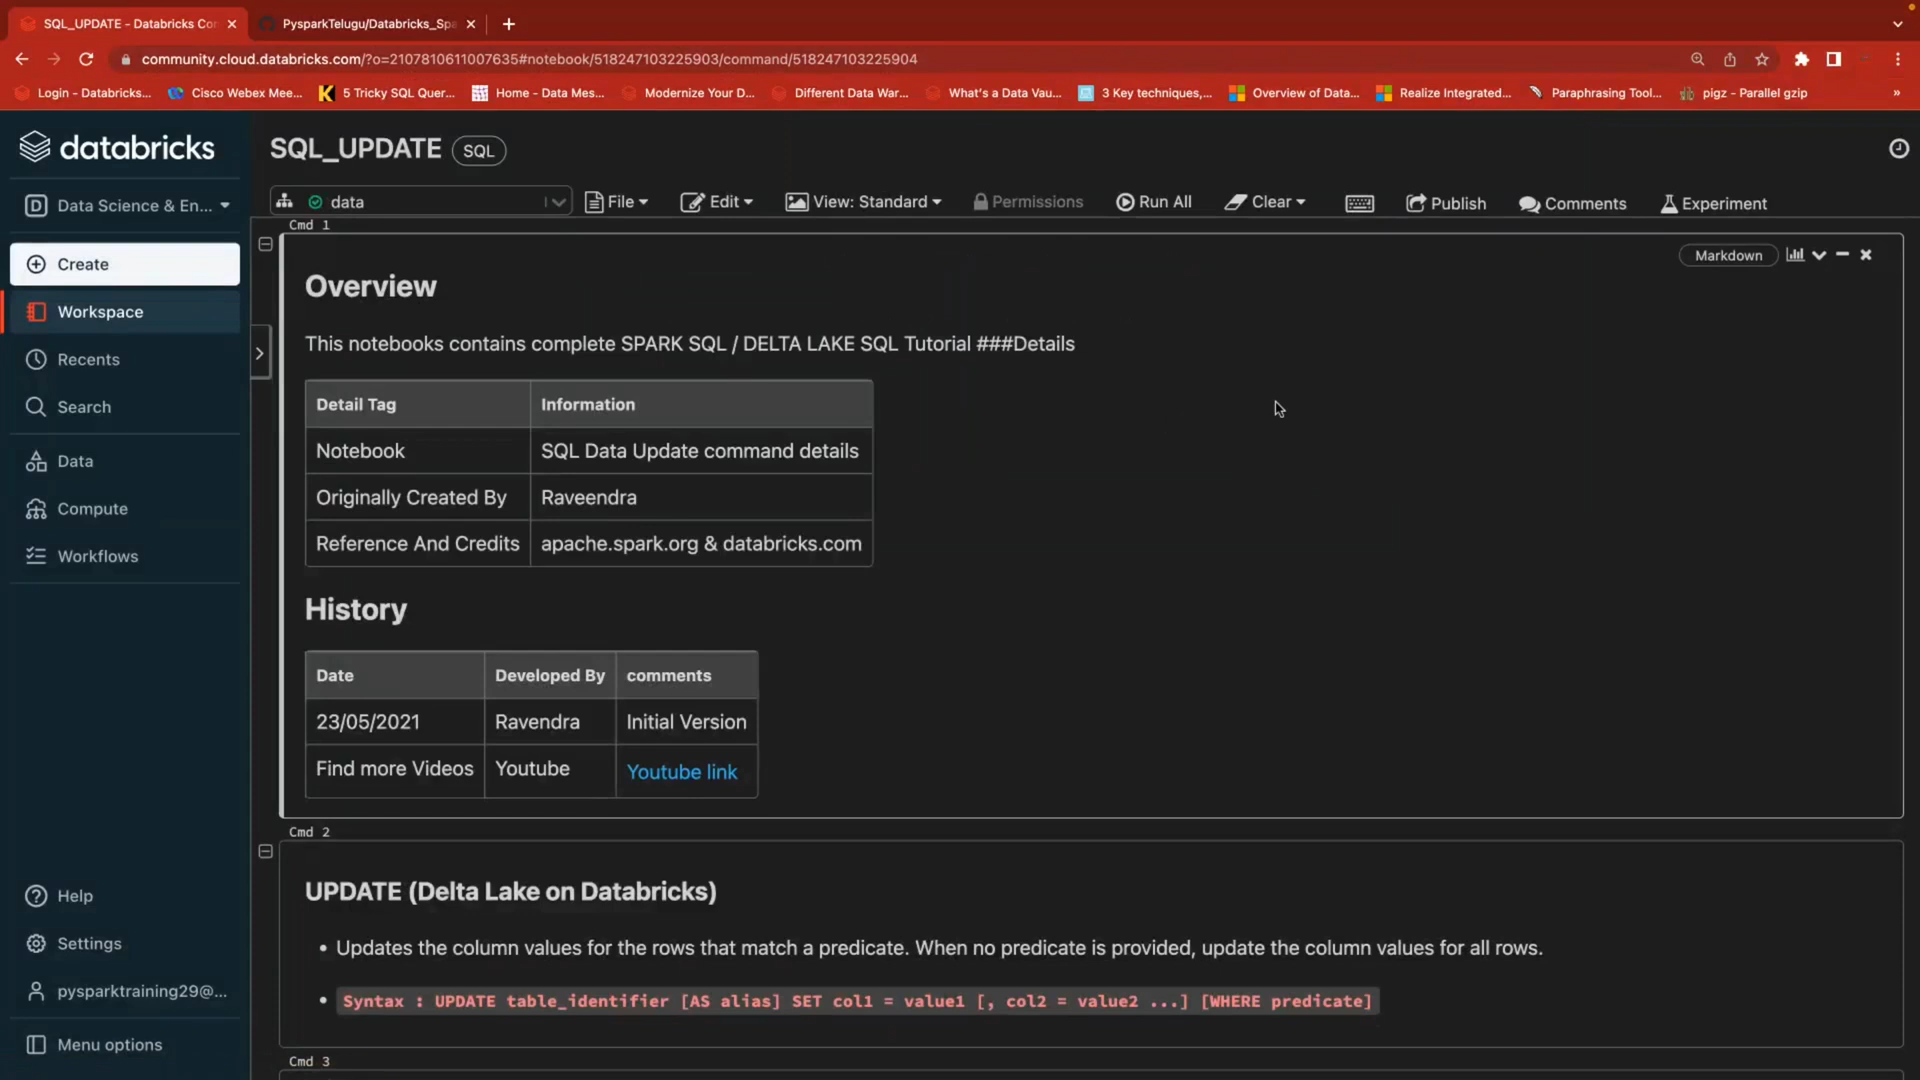 SQL_UPDATE - Databricks Co
PysparkTelugu/Databricks_Spa
community.cloud.databricks.com/?o=2107810611007635#notebook/518247103225903/command/518247103225904
Login - Databricks...
Cisco Webex Mee...
5 Tricky SQL Quer...
Home - Data Mes...
Modernize Your D...
Different Data War...
What's a Data Vau...
3 Key techniques,...
Overview of Data...
Realize Integrated...
Paraphrasing Tool...
pigz - Parallel gzip
»
databricks
Data Science & En...
Create
Workspace
Recents
Search
Data
Compute
Workflows
Help
Settings
pysparktraining29@...
Menu options
SQL_UPDATE SQL
data
File
Edit
View: Standard
Permissions
Run All
Clear
Publish
Comments
Experiment
Cmd 1
Markdown
Overview
This notebooks contains complete SPARK SQL / DELTA LAKE SQL Tutorial ###Details
Detail Tag Information
Notebook SQL Data Update command details
Originally Created By Raveendra
Reference And Credits apache.spark.org & databricks.com
History
Date Developed By comments
23/05/2021 Ravendra Initial Version
Find more Videos Youtube Youtube link
Cmd 2
UPDATE (Delta Lake on Databricks)
• Updates the column values for the rows that match a predicate. When no predicate is provided, update the column values for all rows.
• Syntax : UPDATE table_identifier [AS alias] SET col1 = value1 [, col2 = value2 ...] [WHERE predicate]
Cmd 3